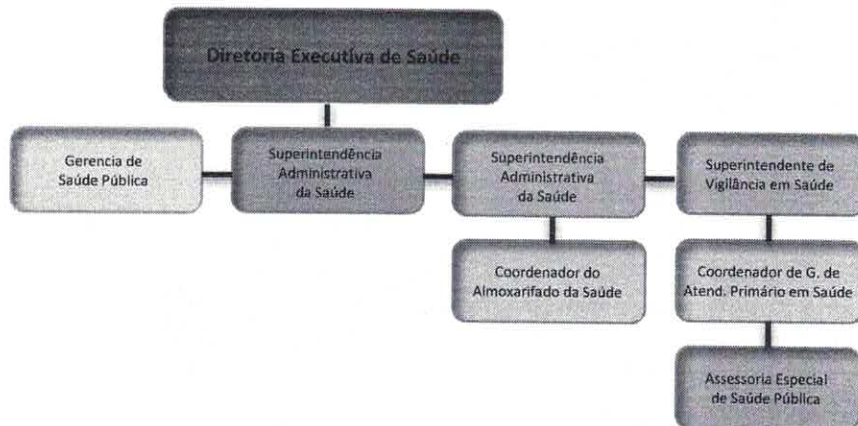 Diretoria Executiva de Saúde
Gerencia de
Saúde Pública
Superintendência
Administrativa
da Saúde
Superintendência
Administrativa
da Saúde
Superintendente de
Vigilância em Saúde
Coordenador do
Almoxarifado da Saúde
Coordenador de G. de
Atend. Primário em Saúde
Assessoria Especial
de Saúde Pública